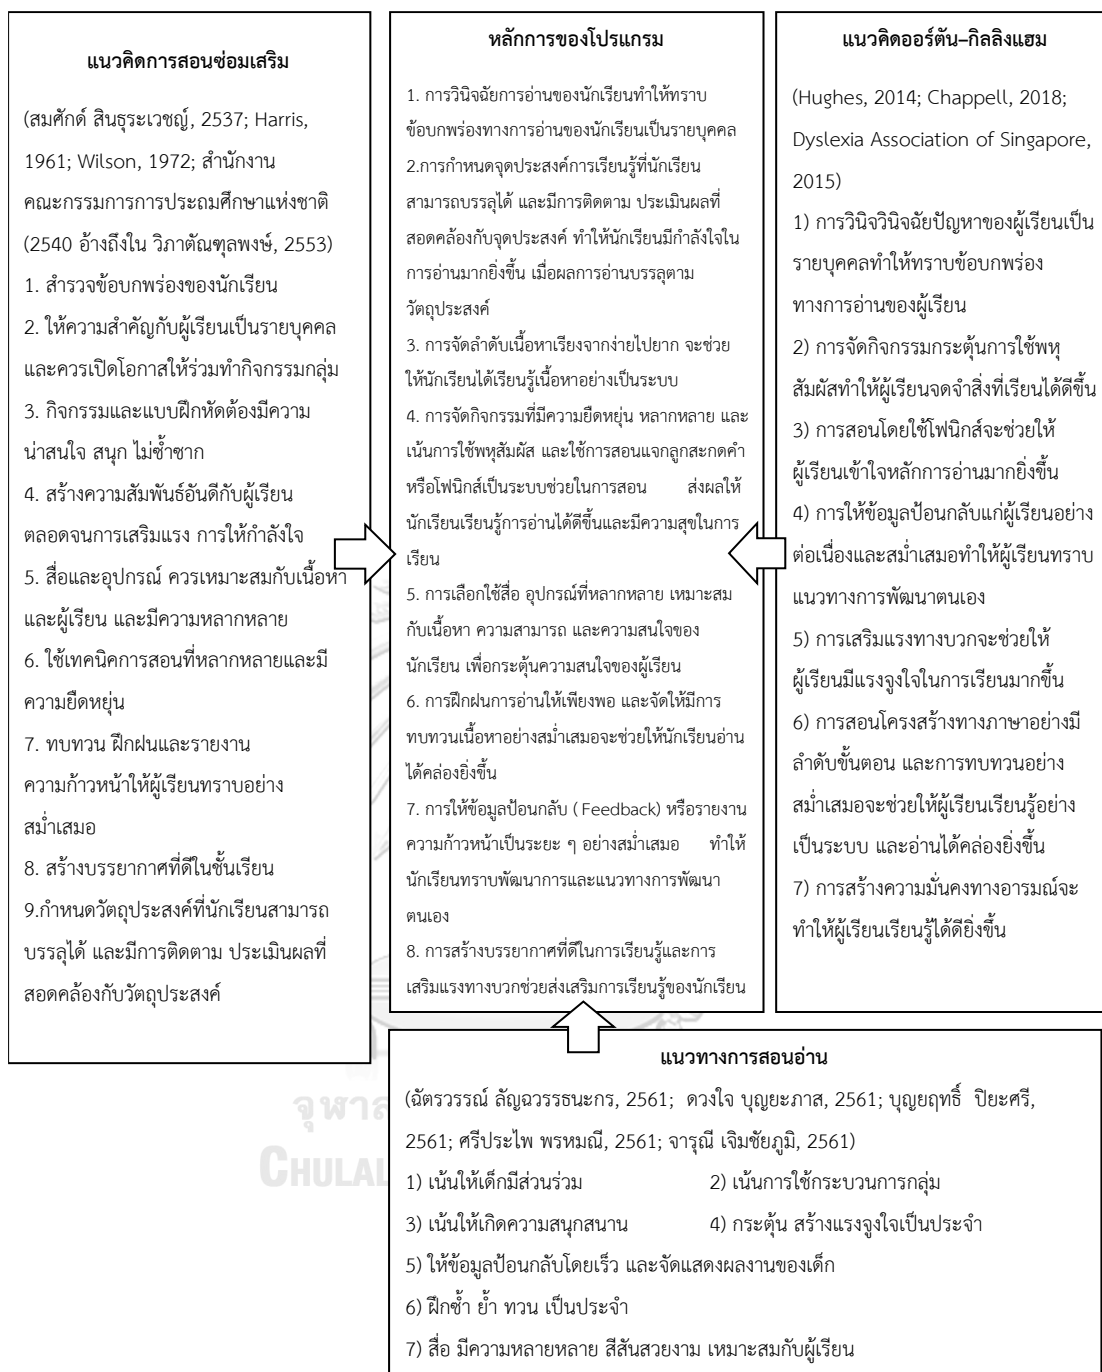 แนวคิดการสอนซ่อมเสริม
(สมศักดิ์ สินธุระเวชญ์, 2537; Harris,
1961; Wilson, 1972; สำนักงาน
คณะกรรมการการประถมศึกษาแห่งชาติ
(2540 อ้างถึงใน วิภาตัณฑุลพงษ์, 2553)
1. สำรวจข้อบกพร่องของนักเรียน
2. ให้ความสำคัญกับผู้เรียนเป็นรายบุคคล
และควรเปิดโอกาสให้ร่วมทำกิจกรรมกลุ่ม
3. กิจกรรมและแบบฝึกหัดต้องมีความ
น่าสนใจ สนุก ไม่ซ้ำซาก
4. สร้างความสัมพันธ์อันดีกับผู้เรียน
ตลอดจนการเสริมแรง การให้กำลังใจ
5. สื่อและอุปกรณ์ ควรเหมาะสมกับเนื้อหา
และผู้เรียน และมีความหลากหลาย
6. ใช้เทคนิคการสอนที่หลากหลายและมี
ความยืดหยุ่น
7. ทบทวน ฝึกฝนและรายงาน
ความก้าวหน้าให้ผู้เรียนทราบอย่าง
สม่ำเสมอ
8. สร้างบรรยากาศที่ดีในชั้นเรียน
9.กำหนดวัตถุประสงค์ที่นักเรียนสามารถ
บรรลุได้ และมีการติดตาม ประเมินผลที่
สอดคล้องกับวัตถุประสงค์
หลักการของโปรแกรม
1. การวินิจฉัยการอ่านของนักเรียนทำให้ทราบ
ข้อบกพร่องทางการอ่านของนักเรียนเป็นรายบุคคล
2.การกำหนดจุดประสงค์การเรียนรู้ที่นักเรียน
สามารถบรรลุได้ และมีการติดตาม ประเมินผลที่
สอดคล้องกับจุดประสงค์ ทำให้นักเรียนมีกำลังใจใน
การอ่านมากยิ่งขึ้น เมื่อผลการอ่านบรรลุตาม
วัตถุประสงค์
3. การจัดลำดับเนื้อหาเรียงจากง่ายไปยาก จะช่วย
ให้นักเรียนได้เรียนรู้เนื้อหาอย่างเป็นระบบ
4. การจัดกิจกรรมที่มีความยืดหยุ่น หลากหลาย และ
เน้นการใช้พหุสัมผัส และใช้การสอนแจกลูกสะกดคำ
หรือโฟนิกส์เป็นระบบช่วยในการสอน ส่งผลให้
นักเรียนเรียนรู้การอ่านได้ดีขึ้นและมีความสุขในการ
เรียน
5. การเลือกใช้สื่อ อุปกรณ์ที่หลากหลาย เหมาะสม
กับเนื้อหา ความสามารถ และความสนใจของ
นักเรียน เพื่อกระตุ้นความสนใจของผู้เรียน
6. การฝึกฝนการอ่านให้เพียงพอ และจัดให้มีการ
ทบทวนเนื้อหาอย่างสม่ำเสมอจะช่วยให้นักเรียนอ่าน
ได้คล่องยิ่งขึ้น
7. การให้ข้อมูลป้อนกลับ (Feedback) หรือรายงาน
ความก้าวหน้าเป็นระยะ ๆ อย่างสม่ำเสมอ ทำให้
นักเรียนทราบพัฒนาการและแนวทางการพัฒนา
ตนเอง
8. การสร้างบรรยากาศที่ดีในการเรียนรู้และการ
เสริมแรงทางบวกช่วยส่งเสริมการเรียนรู้ของนักเรียน
แนวคิดออร์ตัน–กิลลิงแฮม
(Hughes, 2014; Chappell, 2018;
Dyslexia Association of Singapore,
2015)
1) การวินิจวินิจฉัยปัญหาของผู้เรียนเป็น
รายบุคคลทำให้ทราบข้อบกพร่อง
ทางการอ่านของผู้เรียน
2) การจัดกิจกรรมกระตุ้นการใช้พหุ
สัมผัสทำให้ผู้เรียนจดจำสิ่งที่เรียนได้ดีขึ้น
3) การสอนโดยใช้โฟนิกส์จะช่วยให้
ผู้เรียนเข้าใจหลักการอ่านมากยิ่งขึ้น
4) การให้ข้อมูลป้อนกลับแก่ผู้เรียนอย่าง
ต่อเนื่องและสม่ำเสมอทำให้ผู้เรียนทราบ
แนวทางการพัฒนาตนเอง
5) การเสริมแรงทางบวกจะช่วยให้
ผู้เรียนมีแรงจูงใจในการเรียนมากขึ้น
6) การสอนโครงสร้างทางภาษาอย่างมี
ลำดับขั้นตอน และการทบทวนอย่าง
สม่ำเสมอจะช่วยให้ผู้เรียนเรียนรู้อย่าง
เป็นระบบ และอ่านได้คล่องยิ่งขึ้น
7) การสร้างความมั่นคงทางอารมณ์จะ
ทำให้ผู้เรียนเรียนรู้ได้ดียิ่งขึ้น
แนวทางการสอนอ่าน
(ฉัตรวรรณ์ ลัญฉวรรธนะกร, 2561; ดวงใจ บุญยะภาส, 2561; บุญยฤทธิ์ ปิยะศรี,
2561; ศรีประไพ พรหมณี, 2561; จารุณี เจิมชัยภูมิ, 2561)
1) เน้นให้เด็กมีส่วนร่วม 2) เน้นการใช้กระบวนการกลุ่ม
3) เน้นให้เกิดความสนุกสนาน 4) กระตุ้น สร้างแรงจูงใจเป็นประจำ
5) ให้ข้อมูลป้อนกลับโดยเร็ว และจัดแสดงผลงานของเด็ก
6) ฝึกซ้ำ ย้ำ ทวน เป็นประจำ
7) สื่อ มีความหลายหลาย สีสันสวยงาม เหมาะสมกับผู้เรียน
จุฬาล
CHULAL